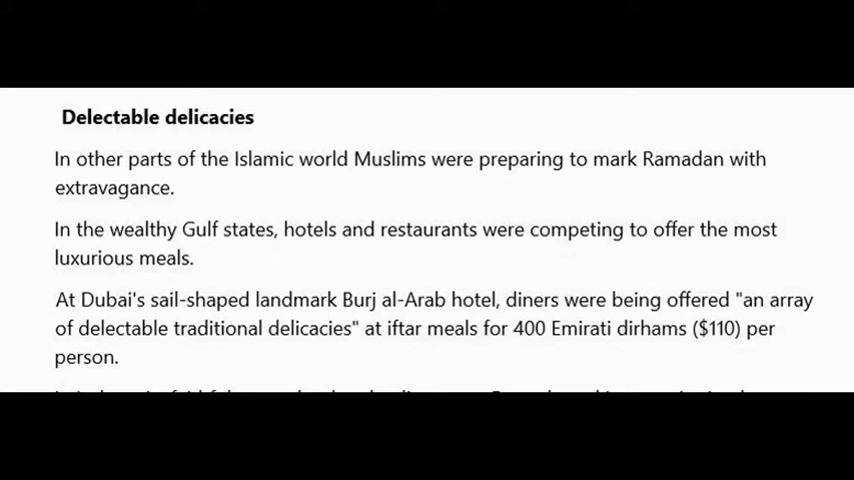 Delectable delicacies
In other parts of the Islamic world Muslims were preparing to mark Ramadan with
extravagance.
In the wealthy Gulf states, hotels and restaurants were competing to offer the most
luxurious meals.
At Dubai's sail-shaped landmark Burj al-Arab hotel, diners were being offered "an array
of delectable traditional delicacies" at iftar meals for 400 Emirati dirhams ($110) per
person.